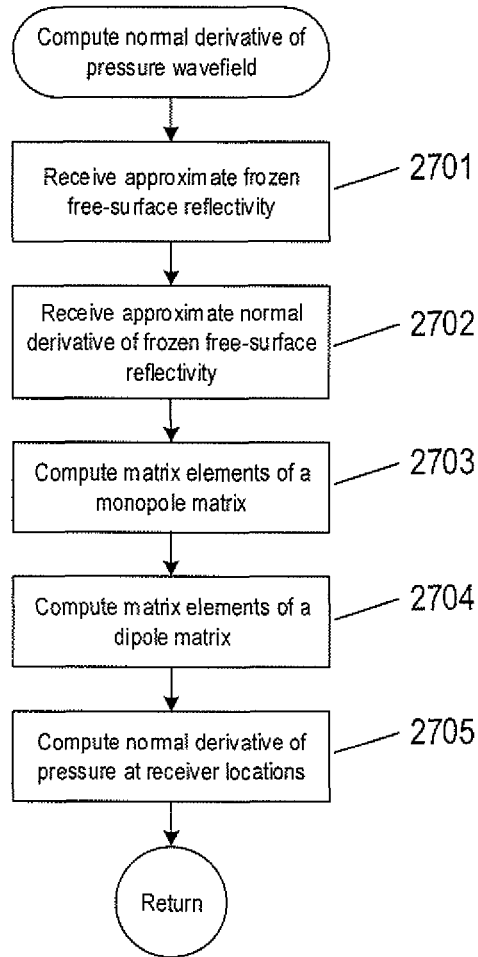 Compute normal derivative of
pressure wavefield
Receive approximate frozen
free-surface reflectivity
2701
Receive approximate normal
derivative of frozen free-surface
reflectivity
2702
Compute matrix elements of a
monopole matrix
2703
Compute matrix elements of a
dipole matrix
2704
Compute normal derivative of
pressure at receiver locations
2705
Return